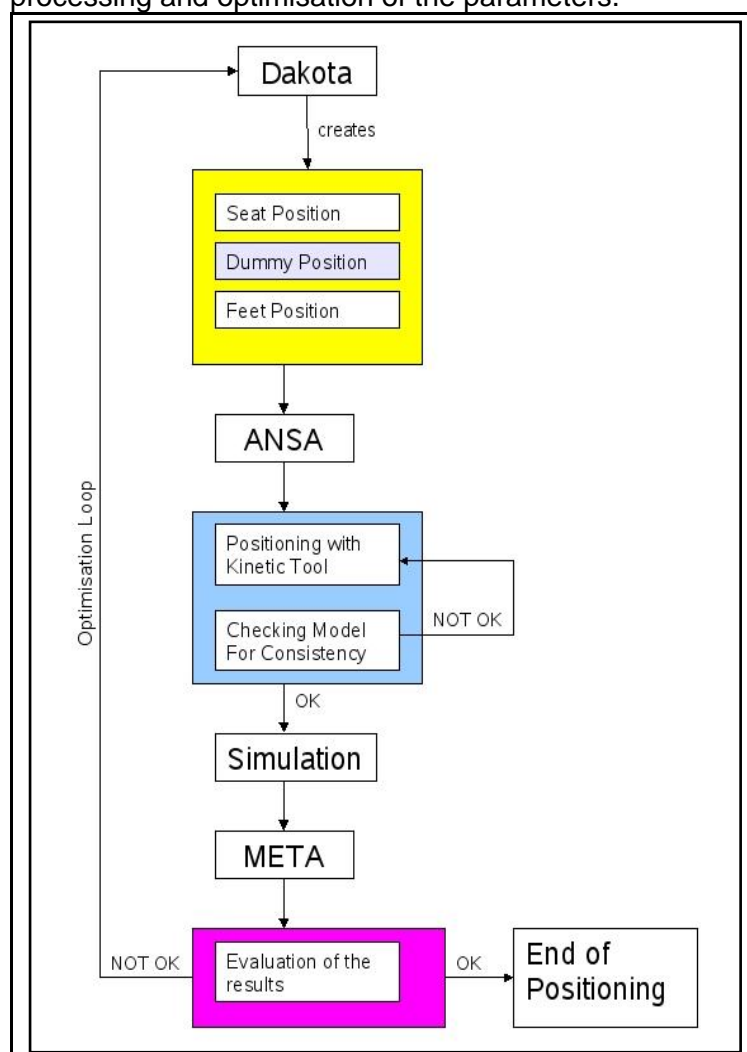 processing and optimisation of the parameters.
Dakota
creates
Seat Position
Dummy Position
Feet Position
ANSA
Optimisation Loop
Positioning with
Kinetic Tool
NOT OK
Checking Model
For Consistency
OK
Simulation
META
NOT OK
Evaluation of the
results
OK
End of
Positioning